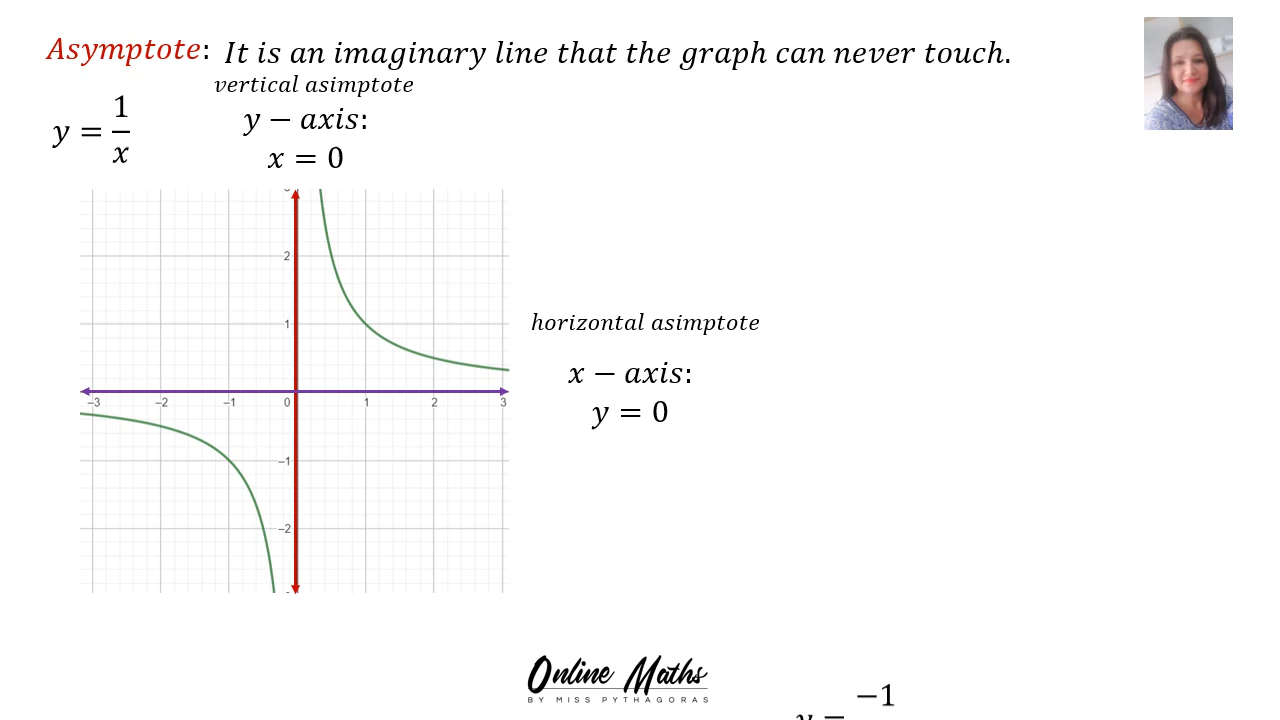 Asymptote: It is an imaginary line that the graph can never touch.
vertical asimptote
y = 1/x
y − axis:
x = 0
2
1
−3 −2 −1 0 1 2 3
−1
−2
horizontal asimptote
x − axis:
y = 0
Online Maths
BY MISS PYTHAGORAS
−1
y =